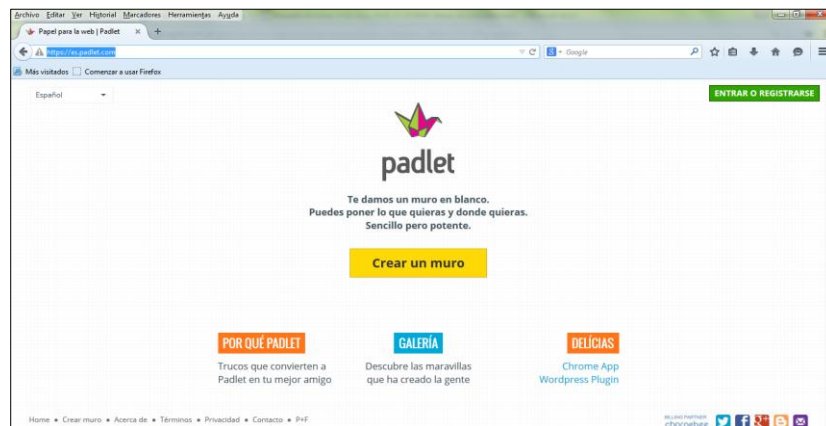 Archivo Editar Ver Historial Marcadores Herramientas Ayuda
Papel para la web | Padlet
https://es.padlet.com
Google
Más visitados Comenzar a usar Firefox
Español
ENTRAR O REGISTRARSE
padlet
Te damos un muro en blanco.
Puedes poner lo que quieras y donde quieras.
Sencillo pero potente.
Crear un muro
POR QUÉ PADLET
Trucos que convierten a
Padlet en tu mejor amigo
GALERÍA
Descubre las maravillas
que ha creado la gente
DELÍCIAS
Chrome App
Wordpress Plugin
Home • Crear muro • Acerca de • Términos • Privacidad • Contacto • P+F
BILLING PARTNER